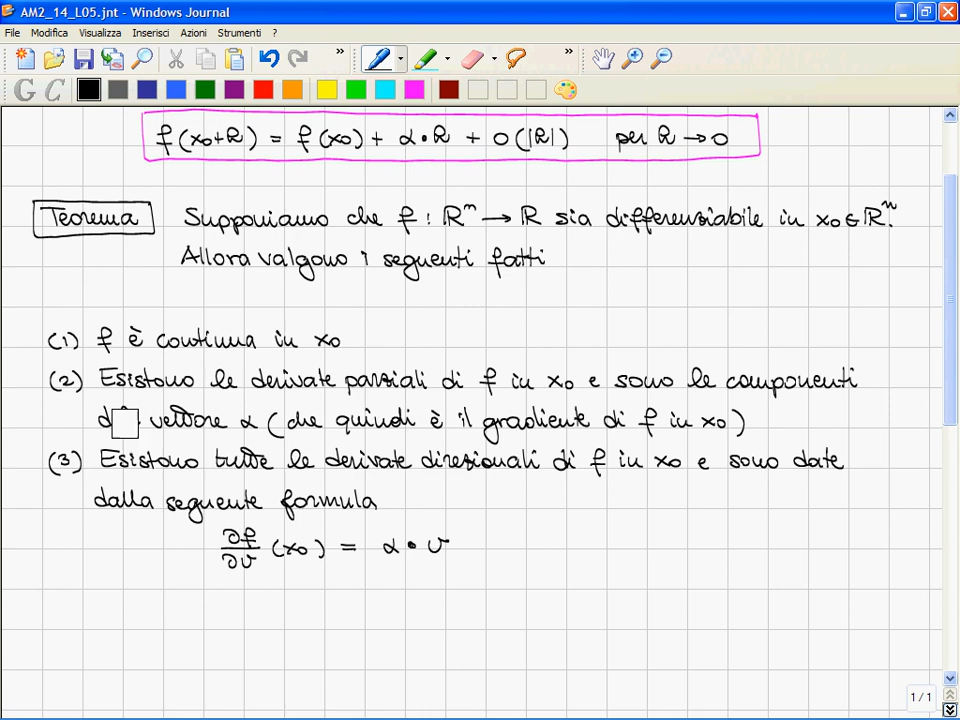 AM2_14_L05.jnt - Windows Journal
File Modifica Visualizza Inserisci Azioni Strumenti ?
f(x₀+h) = f(x₀) + α • h + o(|h|) per h → 0
Teorema Supponiamo che f : ℝⁿ → ℝ sia differenziabile in x₀ ∈ ℝⁿ.
Allora valgono i seguenti fatti
(1) f è continua in x₀
(2) Esistono le derivate parziali di f in x₀ e sono le componenti
vettore α (che quindi è il gradiente di f in x₀)
(3) Esistono tutte le derivate direzionali di f in x₀ e sono date
dalla seguente formula
∂f/∂v (x₀) = α • v
1 / 1